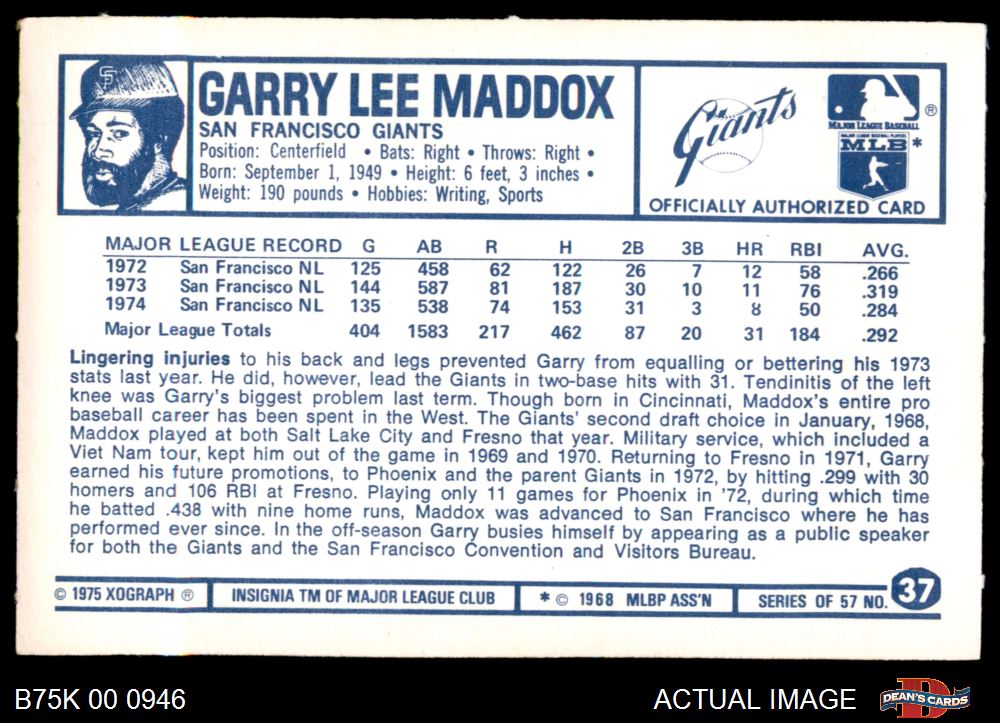 SF
GARRY LEE MADDOX
SAN FRANCISCO GIANTS
Position: Centerfield • Bats: Right • Throws: Right •
Born: September 1, 1949 • Height: 6 feet, 3 inches •
Weight: 190 pounds • Hobbies: Writing, Sports
Giants
®
MAJOR LEAGUE BASEBALL
MAJOR LEAGUE BASEBALL PLAYERS
MLB *
OFFICIALLY AUTHORIZED CARD
MAJOR LEAGUE RECORD G AB R H 2B 3B HR RBI AVG.
1972 San Francisco NL 125 458 62 122 26 7 12 58 .266
1973 San Francisco NL 144 587 81 187 30 10 11 76 .319
1974 San Francisco NL 135 538 74 153 31 3 8 50 .284
Major League Totals 404 1583 217 462 87 20 31 184 .292
Lingering injuries to his back and legs prevented Garry from equalling or bettering his 1973
stats last year. He did, however, lead the Giants in two-base hits with 31. Tendinitis of the left
knee was Garry's biggest problem last term. Though born in Cincinnati, Maddox's entire pro
baseball career has been spent in the West. The Giants' second draft choice in January, 1968,
Maddox played at both Salt Lake City and Fresno that year. Military service, which included a
Viet Nam tour, kept him out of the game in 1969 and 1970. Returning to Fresno in 1971, Garry
earned his future promotions, to Phoenix and the parent Giants in 1972, by hitting .299 with 30
homers and 106 RBI at Fresno. Playing only 11 games for Phoenix in '72, during which time
he batted .438 with nine home runs, Maddox was advanced to San Francisco where he has
performed ever since. In the off-season Garry busies himself by appearing as a public speaker
for both the Giants and the San Francisco Convention and Visitors Bureau.
© 1975 XOGRAPH ® INSIGNIA TM OF MAJOR LEAGUE CLUB * © 1968 MLBP ASS'N SERIES OF 57 NO. 37
B75K 00 0946 ACTUAL IMAGE DEAN'S CARDS